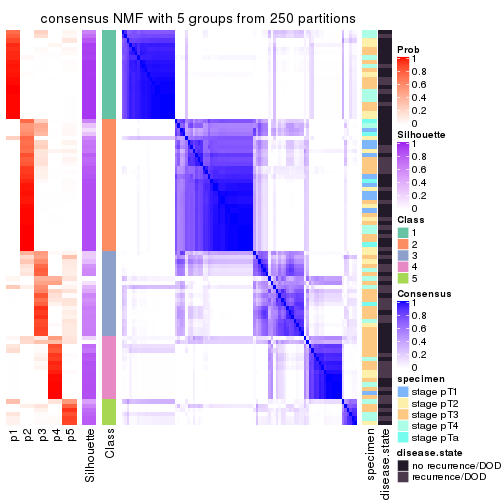 consensus NMF with 5 groups from 250 partitions
Prob
1
0.8
0.6
0.4
0.2
0
Silhouette
1
0.8
0.6
0.4
0.2
0
Class
1
2
3
4
5
Consensus
1
0.8
0.6
0.4
0.2
0
specimen
stage pT1
stage pT2
stage pT3
stage pT4
stage pTa
disease.state
no recurrence/DOD
recurrence/DOD
p1
p2
p3
p4
p5
Silhouette
Class
specimen
disease.state